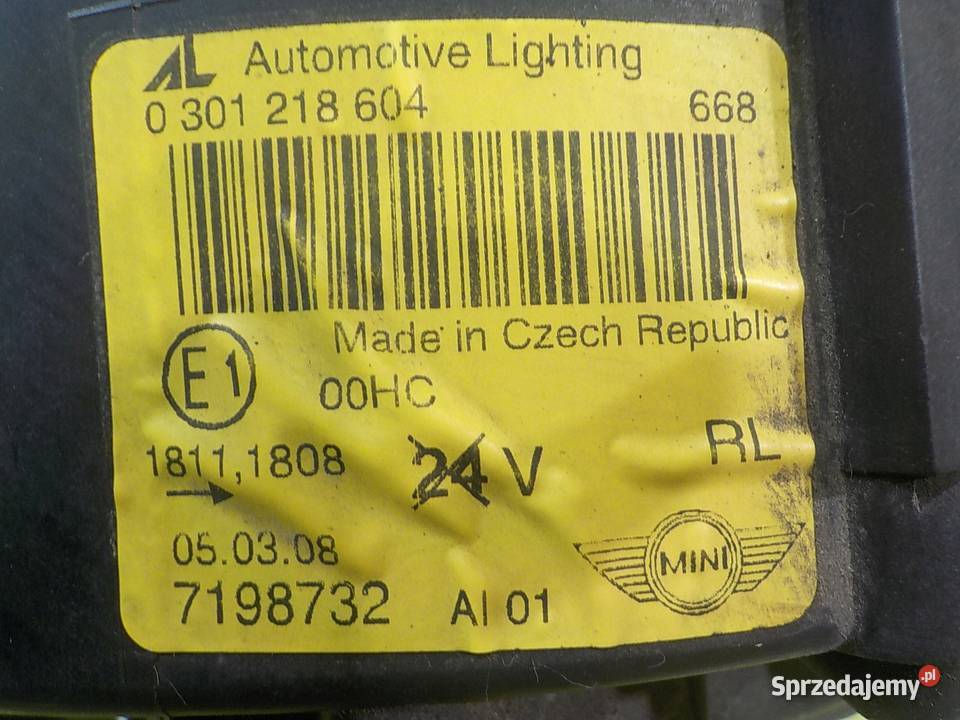 AL Automotive Lighting
0 301 218 604 668
Made in Czech Republic
E1 00HC
1811,1808 24 V RL
05.03.08
MINI
7198732 AI 01
Sprzedajemy.pl